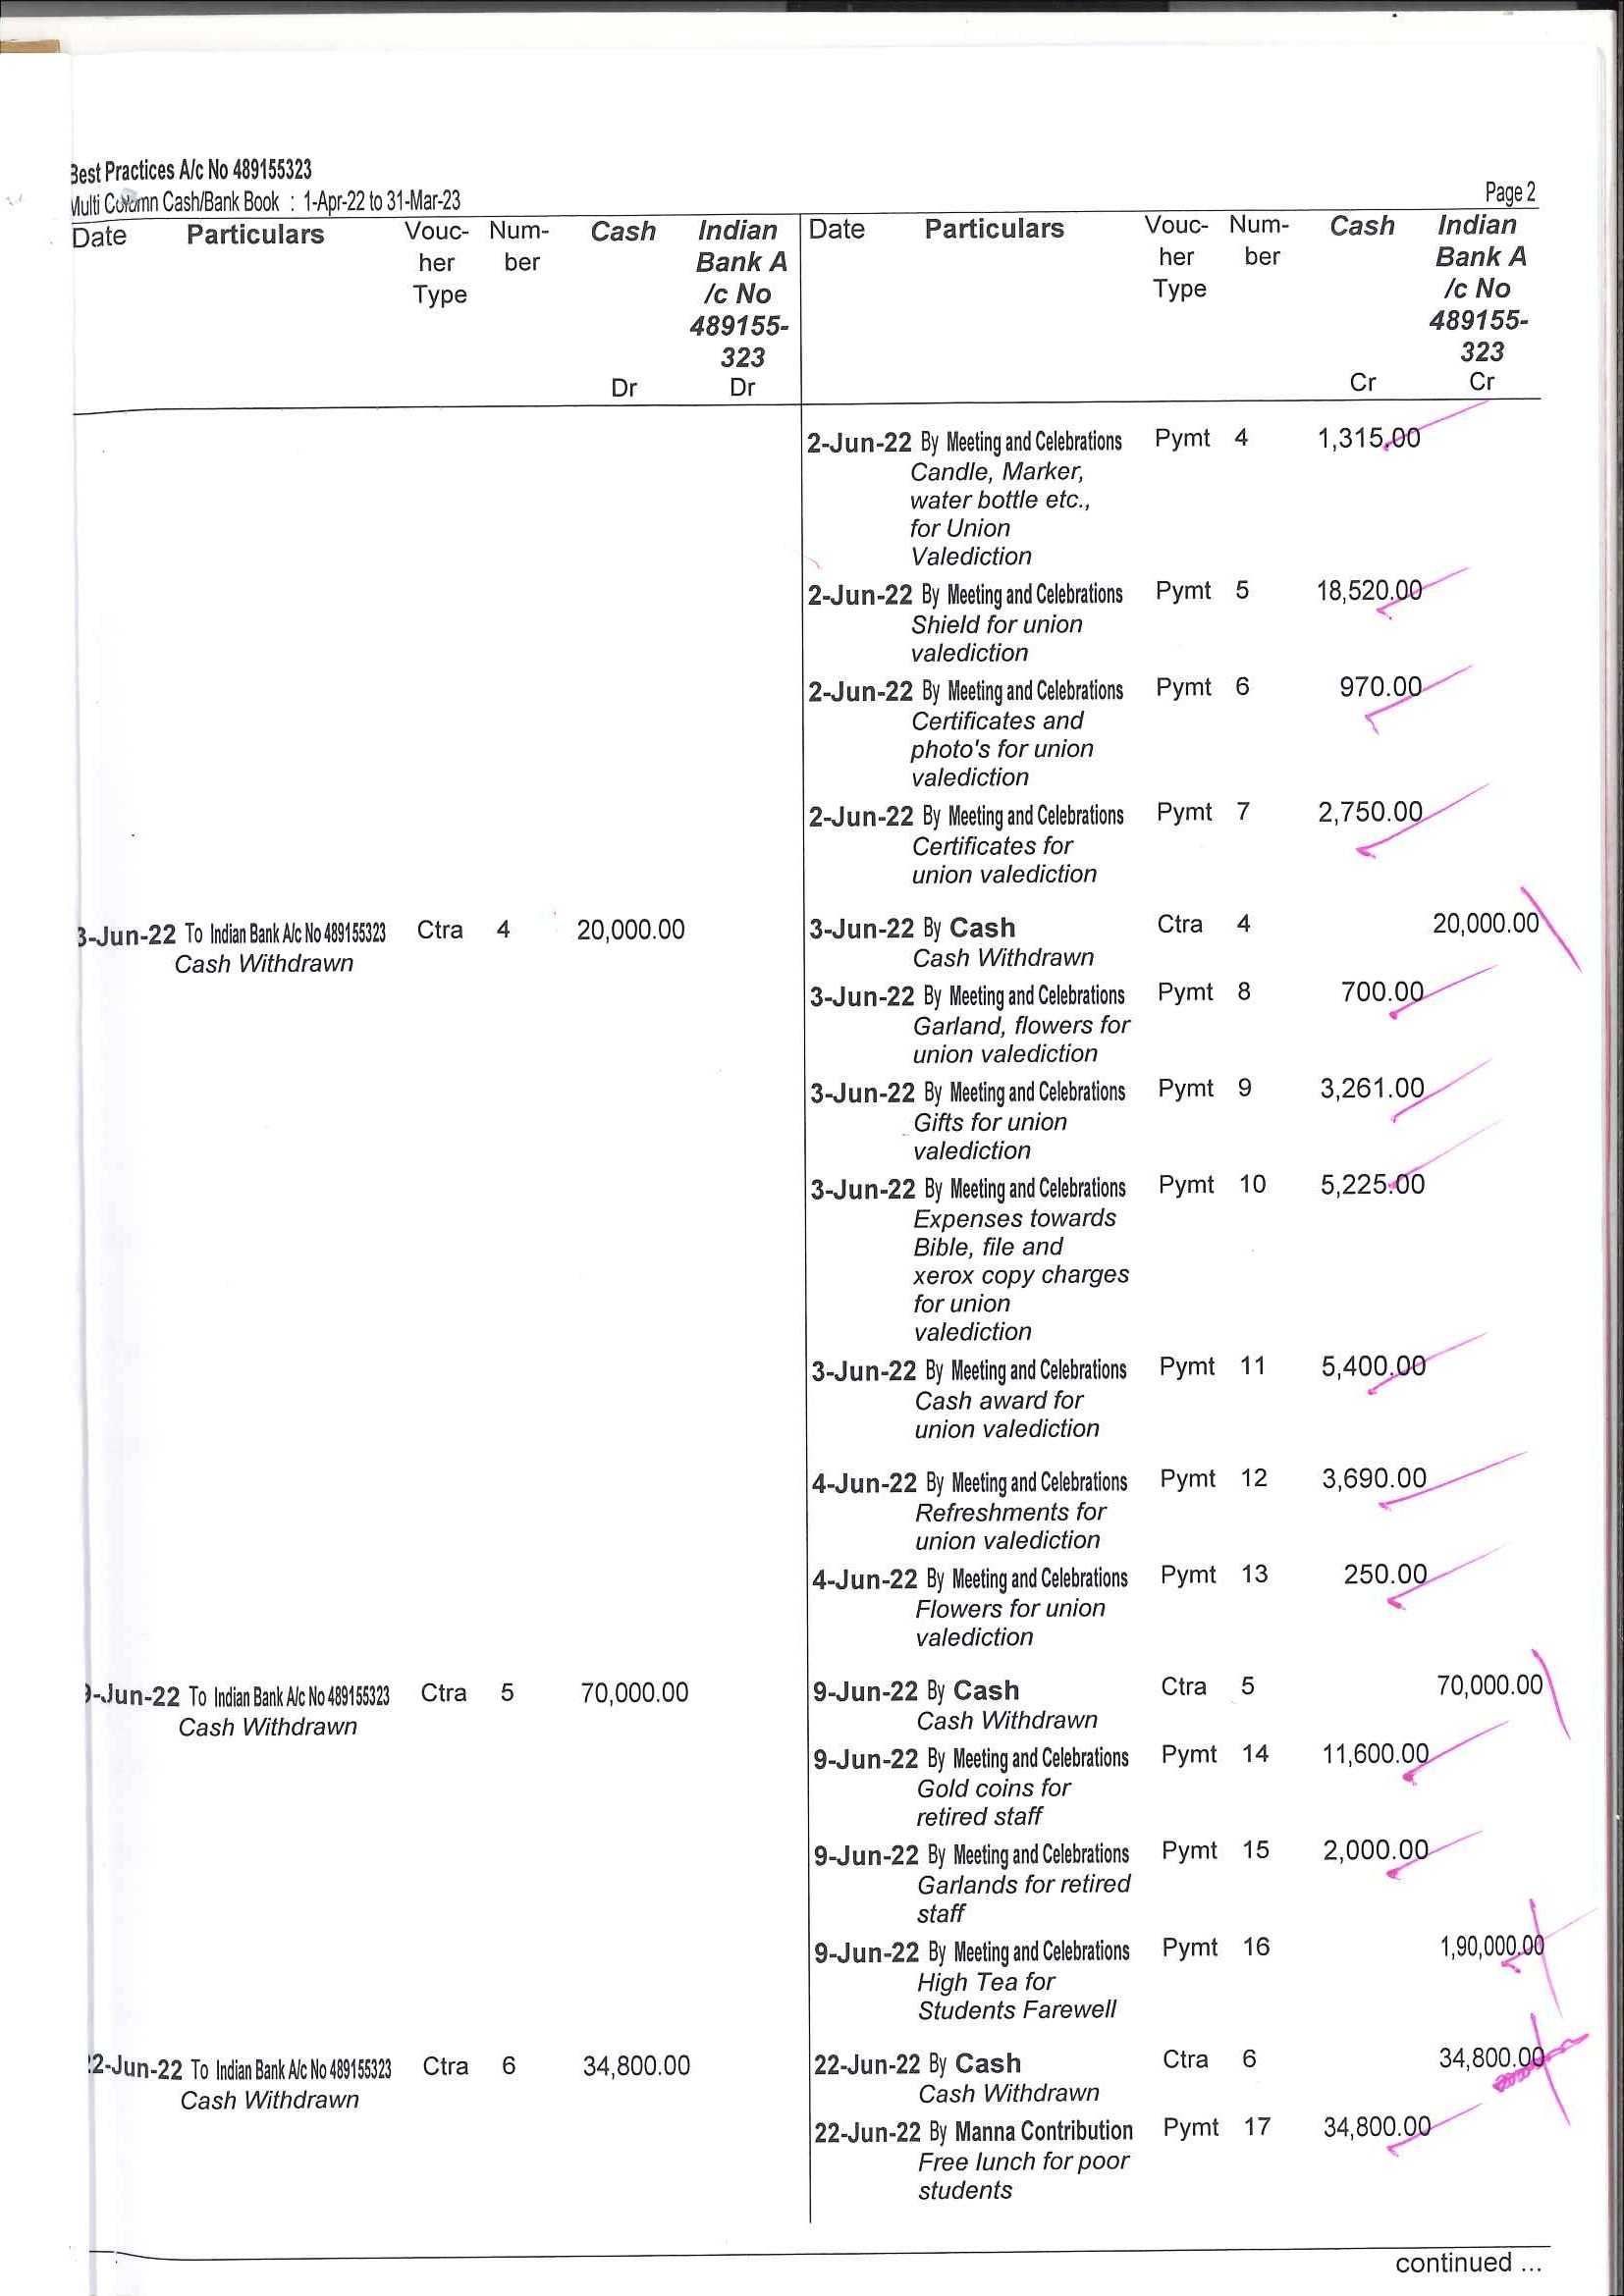 Best Practices A/c No 489155323
Multi Column Cash/Bank Book : 1-Apr-22 to 31-Mar-23
Page 2
Date Particulars Vouc- Num- Cash Indian Date Particulars Vouc- Num- Cash Indian
her ber Bank A her ber Bank A
Type /c No Type /c No
489155- 489155-
323 323
Dr Dr Cr Cr
2-Jun-22 By Meeting and Celebrations Pymt 4 1,315.00
Candle, Marker,
water bottle etc.,
for Union
Valediction
2-Jun-22 By Meeting and Celebrations Pymt 5 18,520.00
Shield for union
valediction
2-Jun-22 By Meeting and Celebrations Pymt 6 970.00
Certificates and
photo's for union
valediction
2-Jun-22 By Meeting and Celebrations Pymt 7 2,750.00
Certificates for
union valediction
3-Jun-22 To Indian Bank A/c No 489155323 Ctra 4 20,000.00 3-Jun-22 By Cash Ctra 4 20,000.00
Cash Withdrawn Cash Withdrawn
3-Jun-22 By Meeting and Celebrations Pymt 8 700.00
Garland, flowers for
union valediction
3-Jun-22 By Meeting and Celebrations Pymt 9 3,261.00
Gifts for union
valediction
3-Jun-22 By Meeting and Celebrations Pymt 10 5,225.00
Expenses towards
Bible, file and
xerox copy charges
for union
valediction
3-Jun-22 By Meeting and Celebrations Pymt 11 5,400.00
Cash award for
union valediction
4-Jun-22 By Meeting and Celebrations Pymt 12 3,690.00
Refreshments for
union valediction
4-Jun-22 By Meeting and Celebrations Pymt 13 250.00
Flowers for union
valediction
9-Jun-22 To Indian Bank A/c No 489155323 Ctra 5 70,000.00 9-Jun-22 By Cash Ctra 5 70,000.00
Cash Withdrawn Cash Withdrawn
9-Jun-22 By Meeting and Celebrations Pymt 14 11,600.00
Gold coins for
retired staff
9-Jun-22 By Meeting and Celebrations Pymt 15 2,000.00
Garlands for retired
staff
9-Jun-22 By Meeting and Celebrations Pymt 16 1,90,000.00
High Tea for
Students Farewell
22-Jun-22 To Indian Bank A/c No 489155323 Ctra 6 34,800.00 22-Jun-22 By Cash Ctra 6 34,800.00
Cash Withdrawn Cash Withdrawn
22-Jun-22 By Manna Contribution Pymt 17 34,800.00
Free lunch for poor
students
continued ...